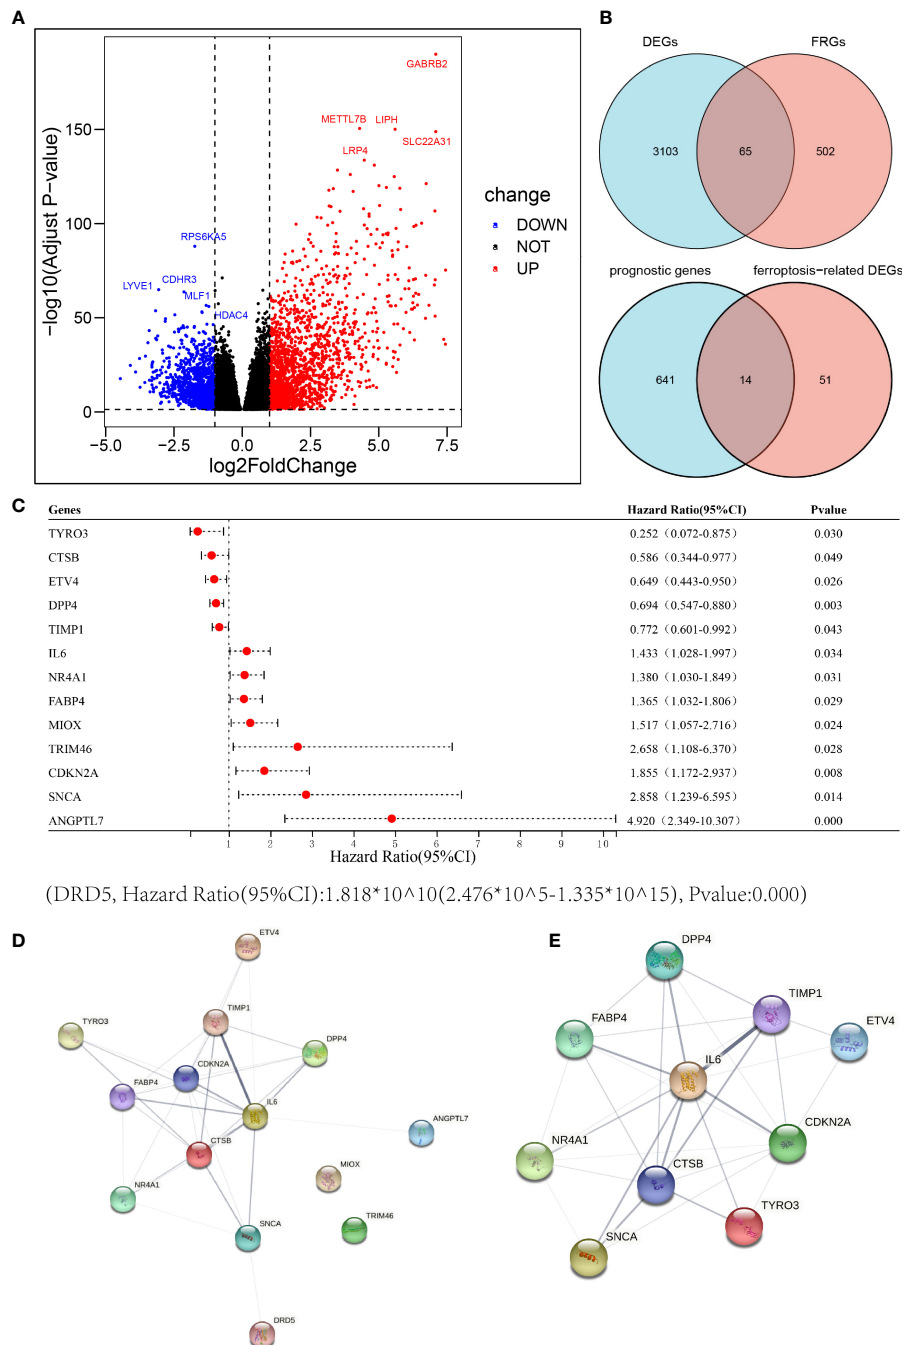 A
GABRB2
METTL7B
LIPH
SLC22A31
LRP4
RPS6KA5
LYVE1
CDHR3
MLF1
HDAC4
150
100
50
0
−log10(Adjust P−value)
−5.0 −2.5 0.0 2.5 5.0 7.5
log2FoldChange
change
DOWN
NOT
UP
B
DEGs FRGs
3103 65 502
prognostic genes ferroptosis−related DEGs
641 14 51
C
Genes Hazard Ratio(95%CI) Pvalue
TYRO3 0.252（0.072-0.875） 0.030
CTSB 0.586（0.344-0.977） 0.049
ETV4 0.649（0.443-0.950） 0.026
DPP4 0.694（0.547-0.880） 0.003
TIMP1 0.772（0.601-0.992） 0.043
IL6 1.433（1.028-1.997） 0.034
NR4A1 1.380（1.030-1.849） 0.031
FABP4 1.365（1.032-1.806） 0.029
MIOX 1.517（1.057-2.716） 0.024
TRIM46 2.658（1.108-6.370） 0.028
CDKN2A 1.855（1.172-2.937） 0.008
SNCA 2.858（1.239-6.595） 0.014
ANGPTL7 4.920（2.349-10.307） 0.000
1 2 3 4 5 6 7 8 9 10
Hazard Ratio(95%CI)
(DRD5, Hazard Ratio(95%CI):1.818*10^10(2.476*10^5-1.335*10^15), Pvalue:0.000)
D
ETV4
TIMP1
TYRO3
DPP4
CDKN2A
FABP4
IL6
ANGPTL7
CTSB
MIOX
NR4A1
SNCA
TRIM46
DRD5
E
DPP4
TIMP1
FABP4
ETV4
IL6
CDKN2A
NR4A1
CTSB
TYRO3
SNCA